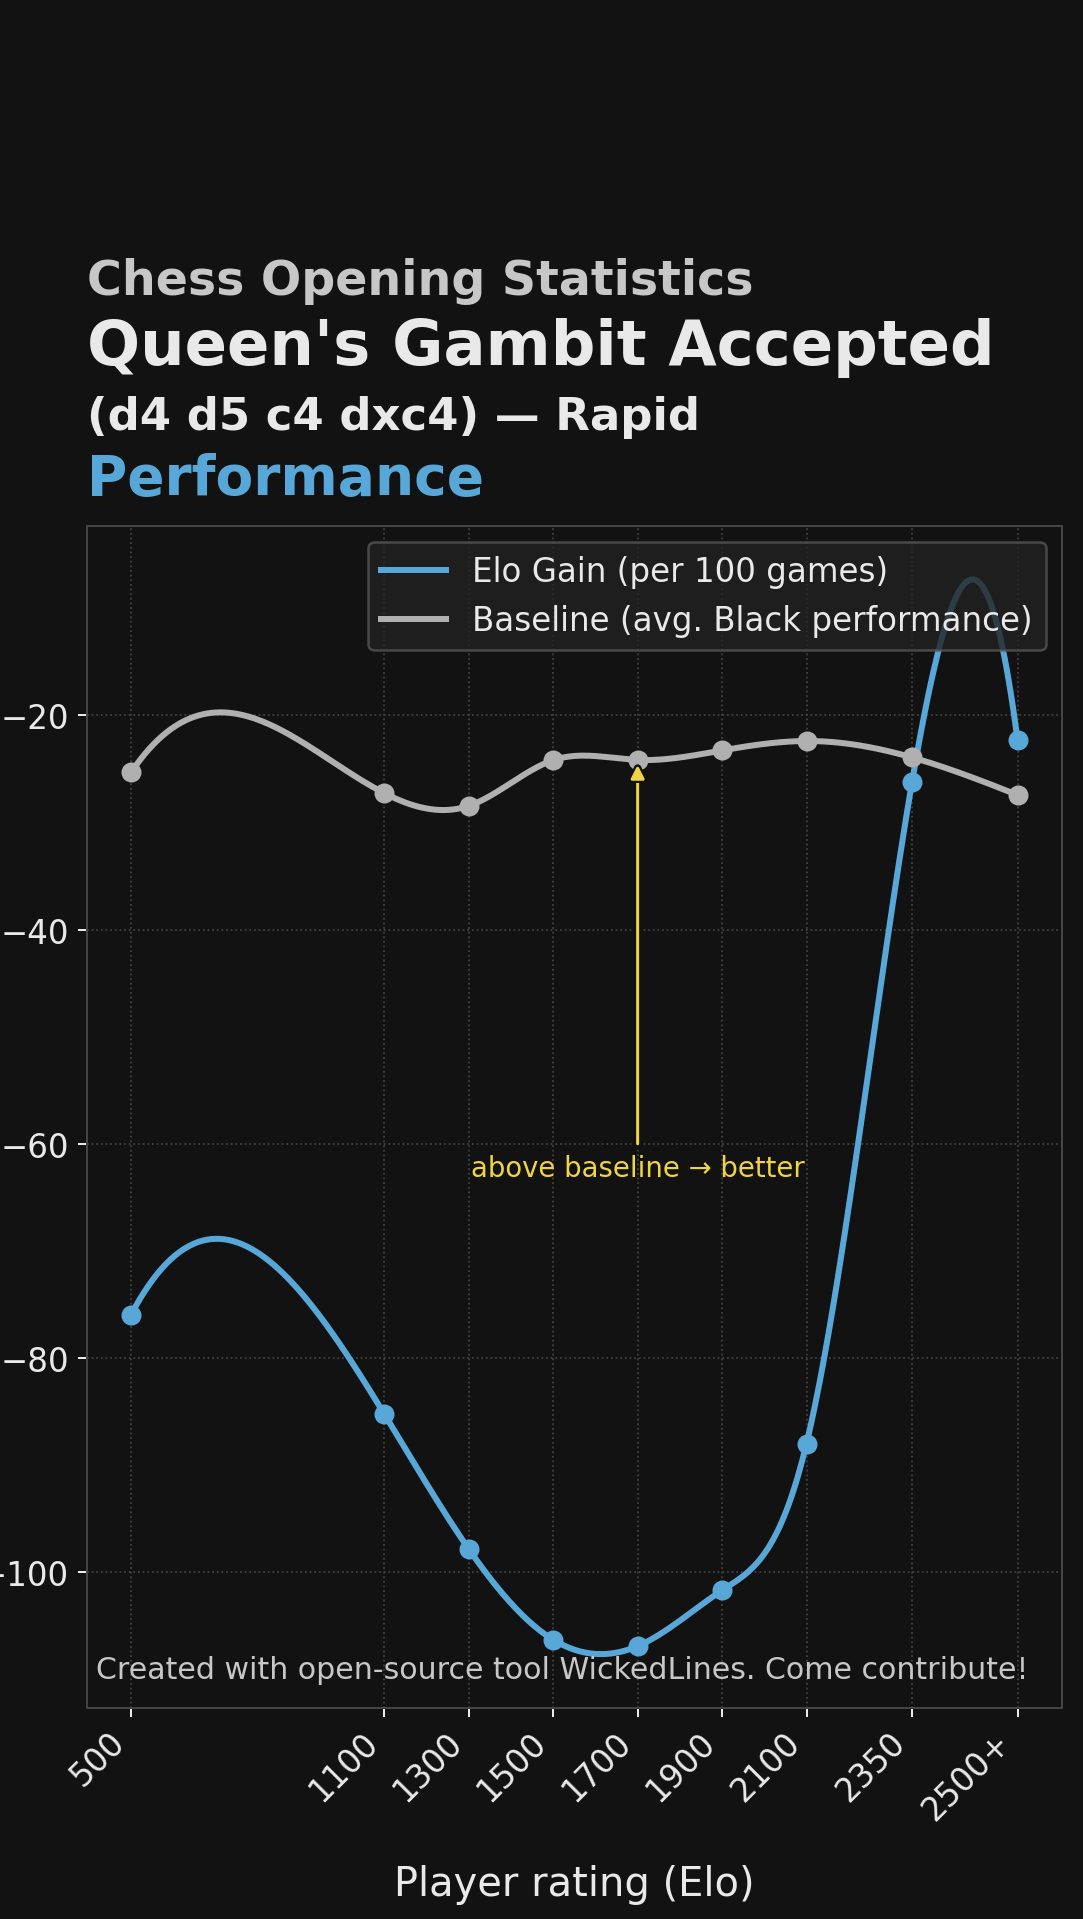 Chess Opening Statistics
Queen's Gambit Accepted
(d4 d5 c4 dxc4) — Rapid
Performance
Elo Gain (per 100 games)
Baseline (avg. Black performance)
−20
−40
−60
above baseline → better
−80
−100
Created with open-source tool WickedLines. Come contribute!
500
1100
1300
1500
1700
1900
2100
2350
2500+
Player rating (Elo)